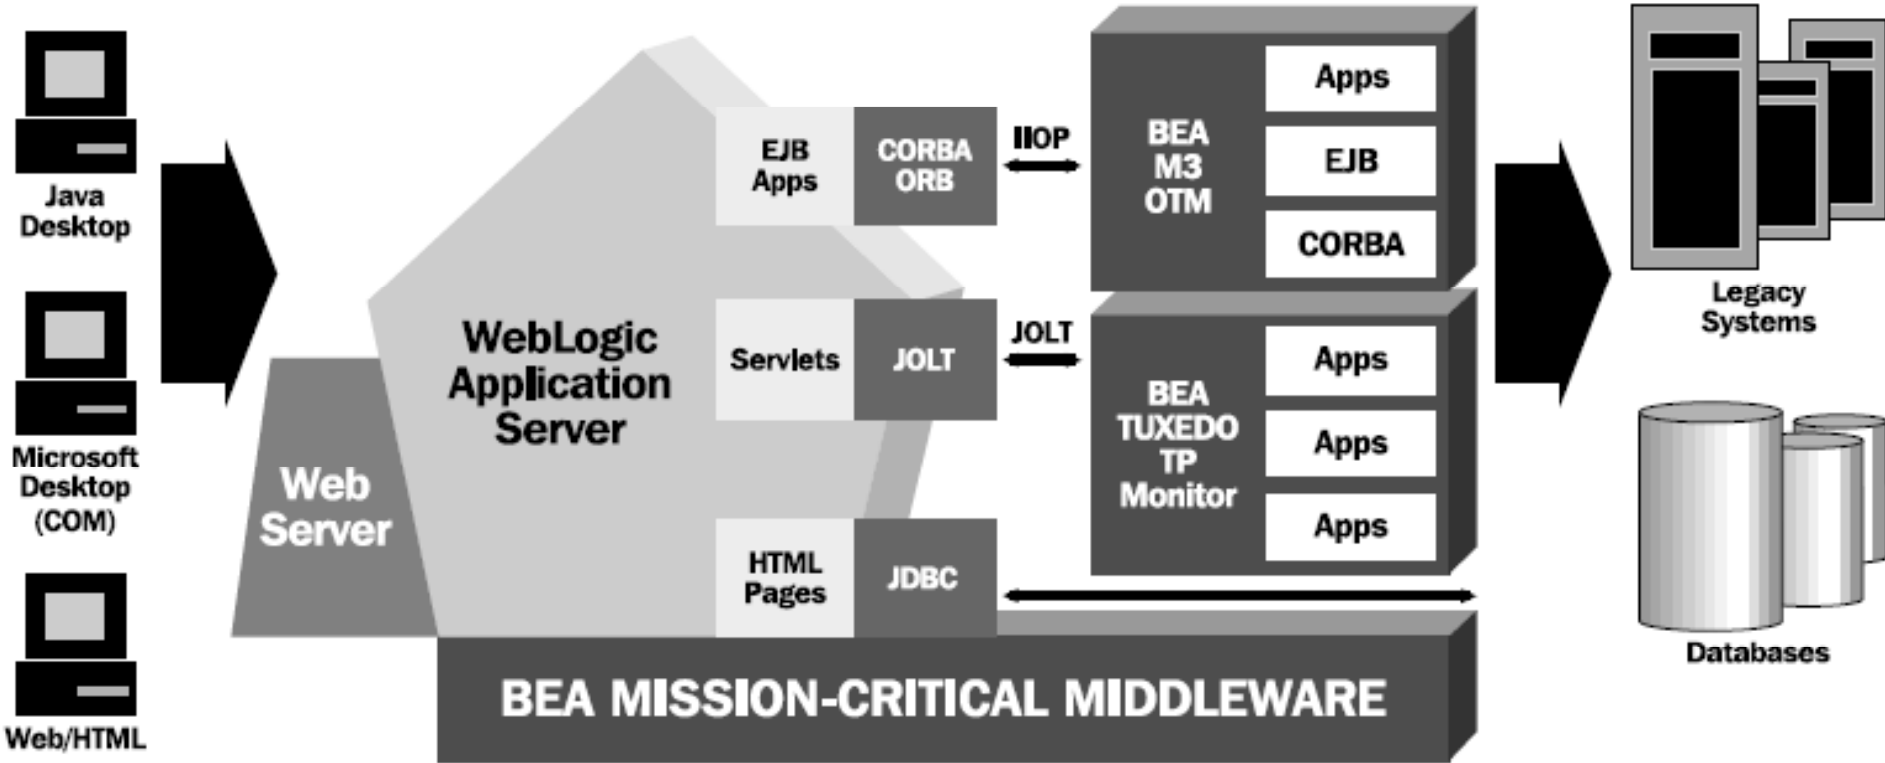 Java
Desktop
Microsoft
Desktop
(COM)
Web/HTML
Web
Server
WebLogic
Application
Server
EJB
Apps
CORBA
ORB
Servlets
JOLT
HTML
Pages
JDBC
IIOP
JOLT
BEA
M3
OTM
Apps
EJB
CORBA
BEA
TUXEDO
TP
Monitor
Apps
Apps
Apps
BEA MISSION-CRITICAL MIDDLEWARE
Legacy
Systems
Databases